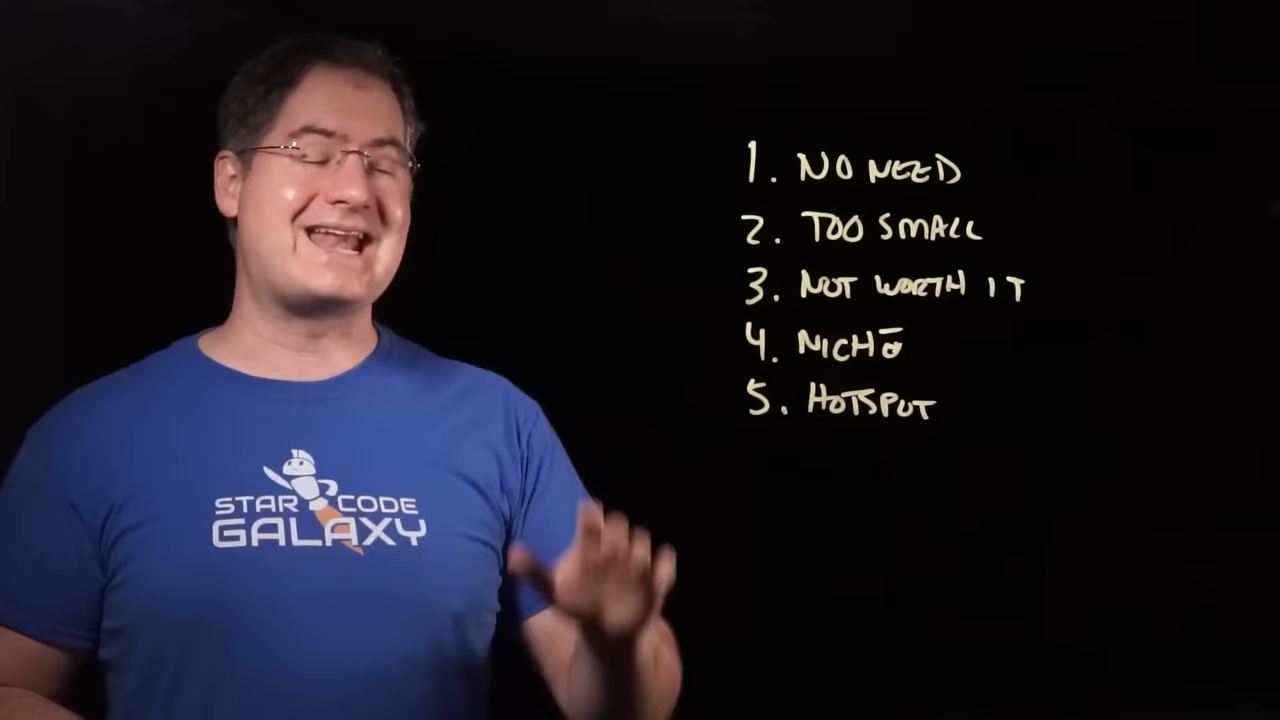 1. NO NEED
2. TOO SMALL
3. NOT WORTH IT
4. NICHE
5. HOTSPOT
STAR CODE
GALAXY